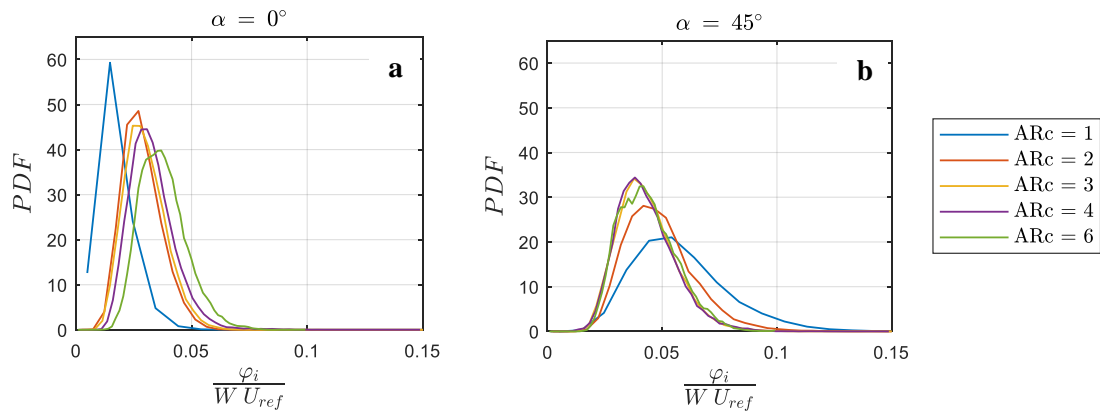 α = 0°
a
60
50
40
30
20
10
0
PDF
0 0.05 0.1 0.15
φᵢ
W U_ref
α = 45°
b
60
50
40
30
20
10
0
PDF
0 0.05 0.1 0.15
φᵢ
W U_ref
ARc = 1
ARc = 2
ARc = 3
ARc = 4
ARc = 6